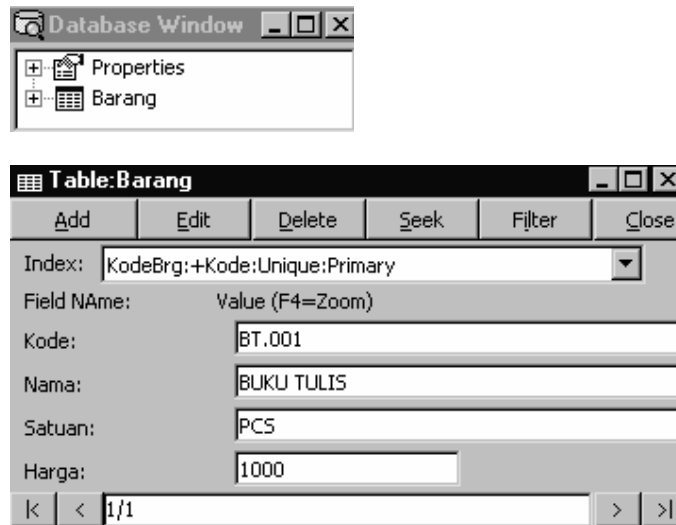 Database Window
Properties
Barang
Table:Barang
Add Edit Delete Seek Filter Close
Index: KodeBrg:+Kode:Unique:Primary
Field NAme: Value (F4=Zoom)
Kode: BT.001
Nama: BUKU TULIS
Satuan: PCS
Harga: 1000
1/1